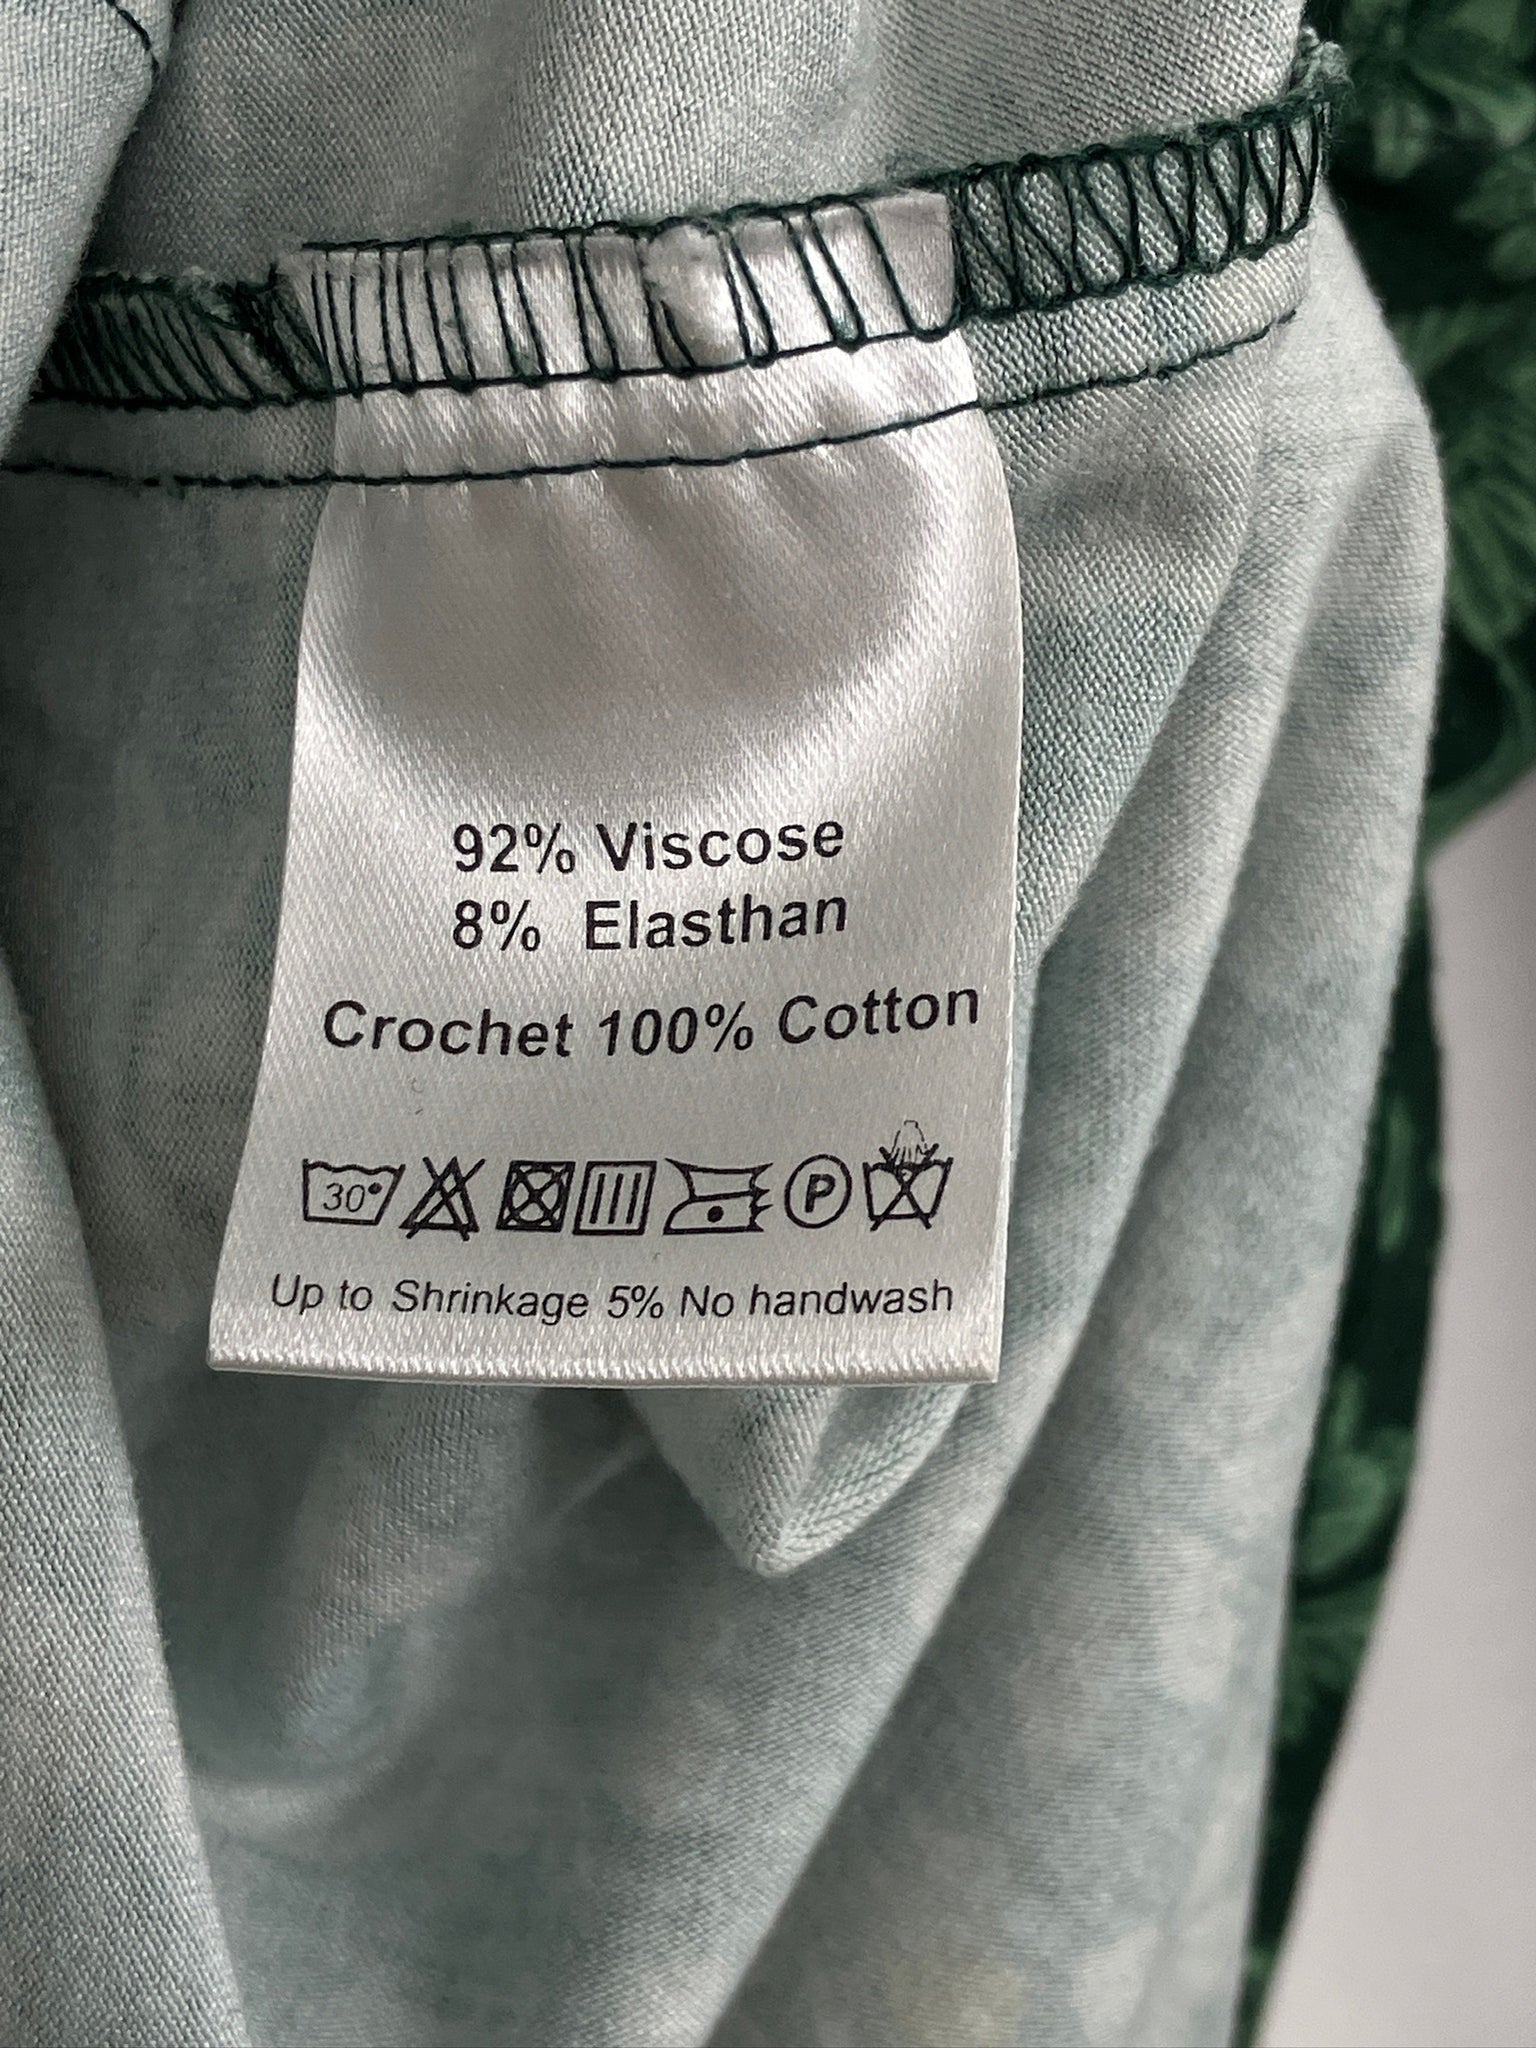 92% Viscose
8% Elasthan
Crochet 100% Cotton
30°
P
Up to Shrinkage 5% No handwash